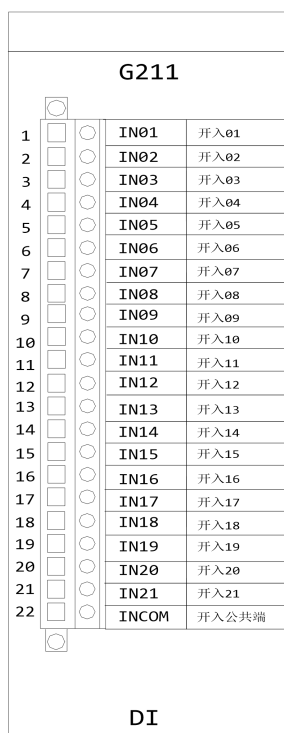 G211
1 IN01 开入01
2 IN02 开入02
3 IN03 开入03
4 IN04 开入04
5 IN05 开入05
6 IN06 开入06
7 IN07 开入07
8 IN08 开入08
9 IN09 开入09
10 IN10 开入10
11 IN11 开入11
12 IN12 开入12
13 IN13 开入13
14 IN14 开入14
15 IN15 开入15
16 IN16 开入16
17 IN17 开入17
18 IN18 开入18
19 IN19 开入19
20 IN20 开入20
21 IN21 开入21
22 INCOM 开入公共端
DI